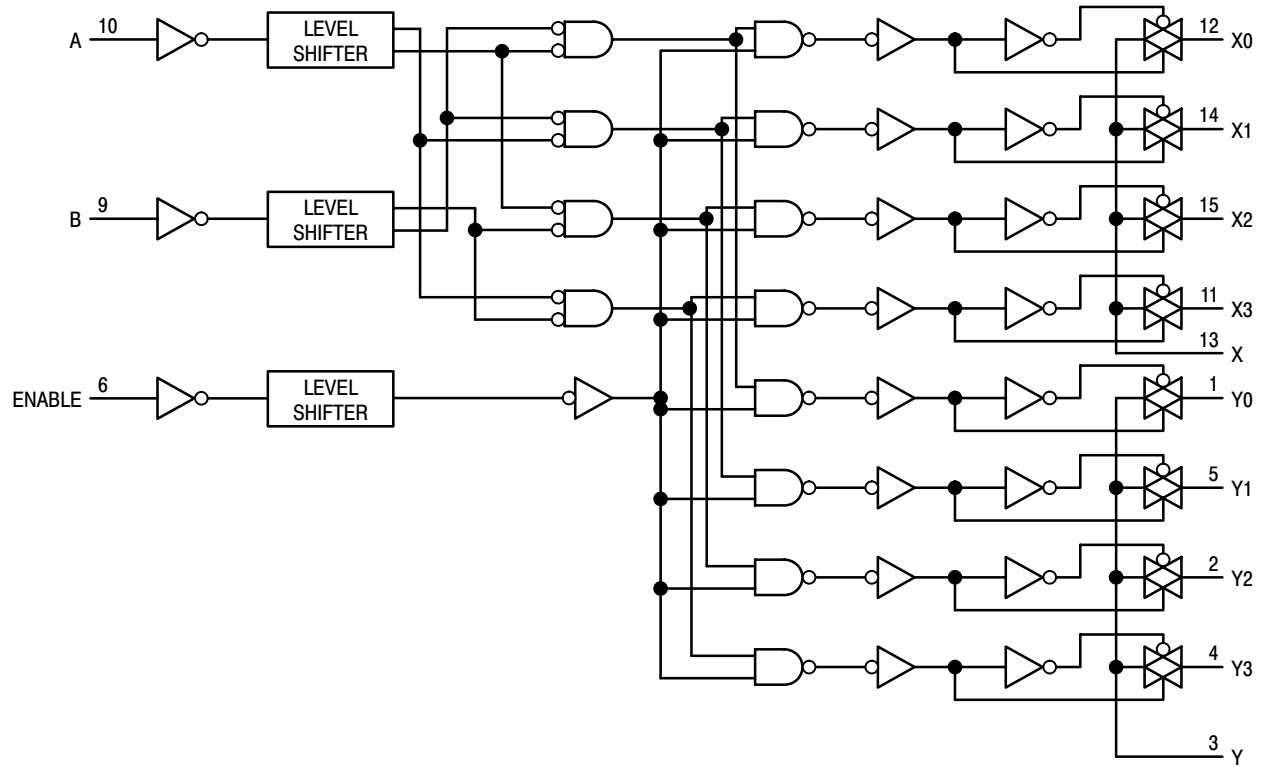 A 10 LEVEL SHIFTER 12 X0
14 X1
B 9 LEVEL SHIFTER 15 X2
11 X3
13 X
ENABLE 6 LEVEL SHIFTER 1 Y0
5 Y1
2 Y2
4 Y3
3 Y